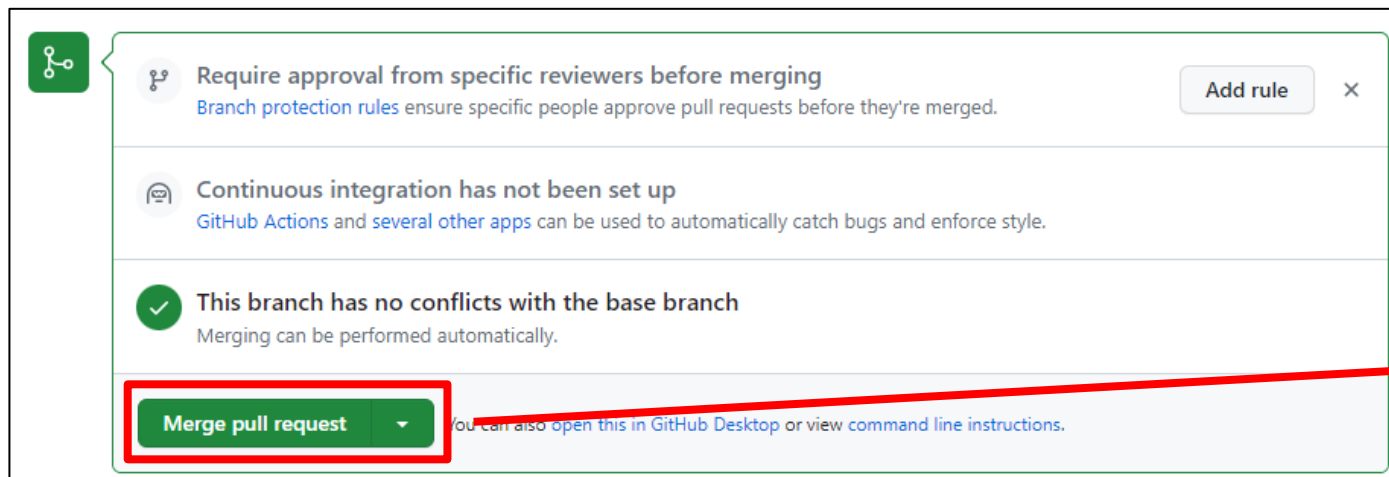 Require approval from specific reviewers before merging
Branch protection rules ensure specific people approve pull requests before they're merged.
Add rule
Continuous integration has not been set up
GitHub Actions and several other apps can be used to automatically catch bugs and enforce style.
This branch has no conflicts with the base branch
Merging can be performed automatically.
Merge pull request
You can also open this in GitHub Desktop or view command line instructions.